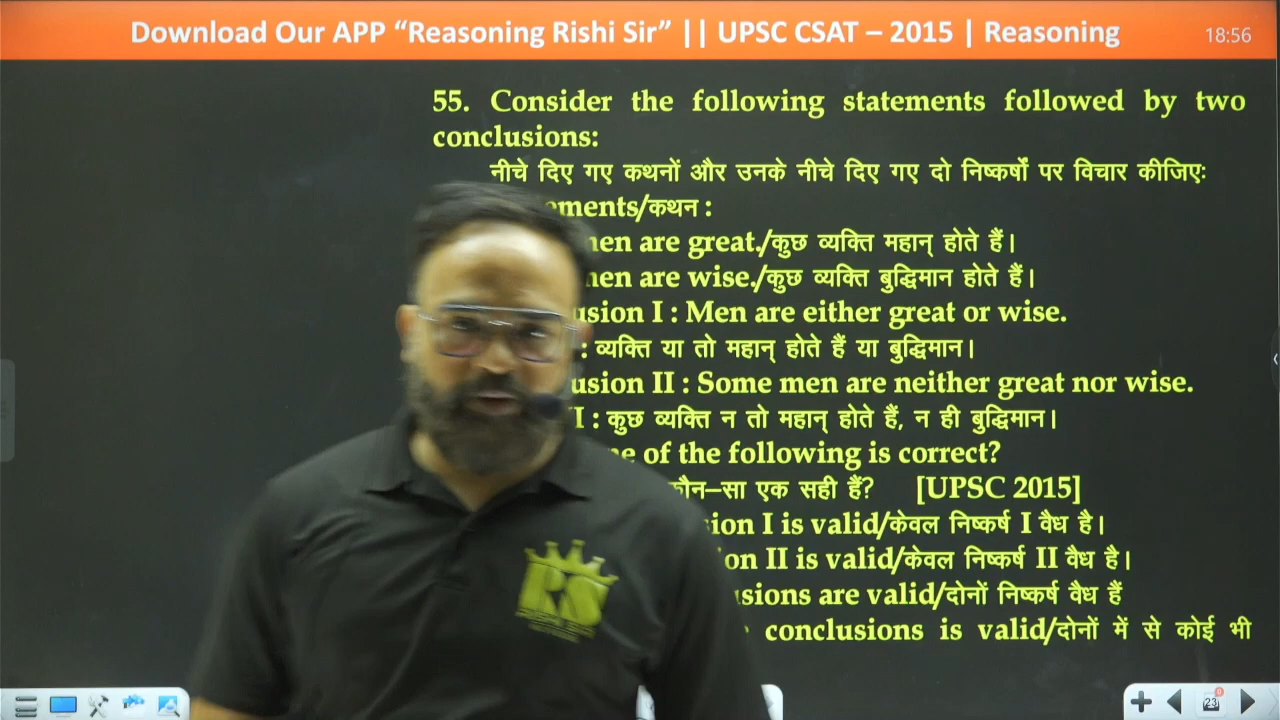 Download Our APP “Reasoning Rishi Sir” || UPSC CSAT – 2015 | Reasoning
18:56
55. Consider the following statements followed by two
conclusions:
नीचे दिए गए कथनों और उनके नीचे दिए गए दो निष्कर्षों पर विचार कीजिए:
ements/कथन :
men are great./कुछ व्यक्ति महान् होते हैं।
men are wise./कुछ व्यक्ति बुद्धिमान होते हैं।
usion I : Men are either great or wise.
: व्यक्ति या तो महान् होते हैं या बुद्धिमान।
usion II : Some men are neither great nor wise.
I : कुछ व्यक्ति न तो महान् होते हैं, न ही बुद्धिमान।
ne of the following is correct?
कौन–सा एक सही हैं? [UPSC 2015]
sion I is valid/केवल निष्कर्ष I वैध है।
on II is valid/केवल निष्कर्ष II वैध है।
usions are valid/दोनों निष्कर्ष वैध हैं
conclusions is valid/दोनों में से कोई भी
RS
23